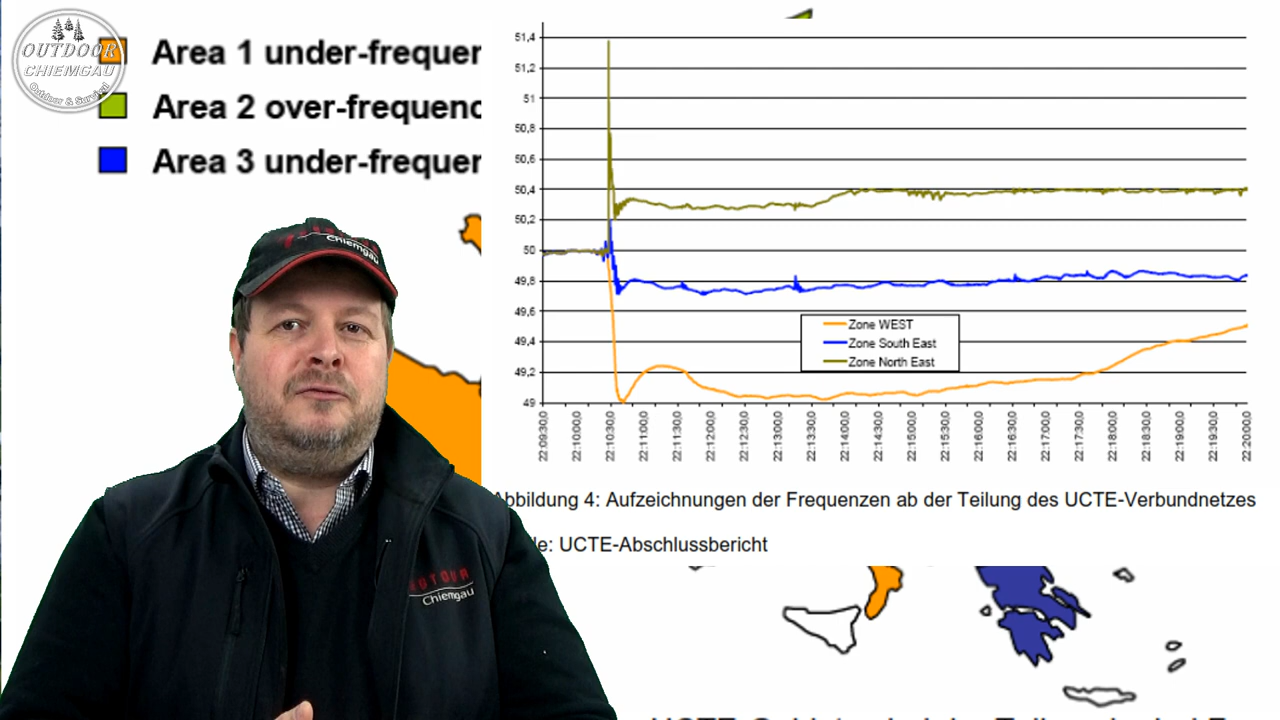 OUTDOOR
CHIEMGAU
Outdoor & Survival
Area 1 under-frequen
Area 2 over-frequenc
Area 3 under-frequen
51,4
51,2
51
50,8
50,6
50,4
50,2
50
49,8
49,6
49,4
49,2
49
Zone WEST
Zone South East
Zone North East
22:09:30,0
22:10:00,0
22:10:30,0
22:11:00,0
22:11:30,0
22:12:00,0
22:12:30,0
22:13:00,0
22:13:30,0
22:14:00,0
22:14:30,0
22:15:00,0
22:15:30,0
22:16:00,0
22:16:30,0
22:17:00,0
22:17:30,0
22:18:00,0
22:18:30,0
22:19:00,0
22:19:30,0
22:20:00,0
Abbildung 4: Aufzeichnungen der Frequenzen ab der Teilung des UCTE-Verbundnetzes
le: UCTE-Abschlussbericht
Chiemgau
OUTDOOR
Chiemgau